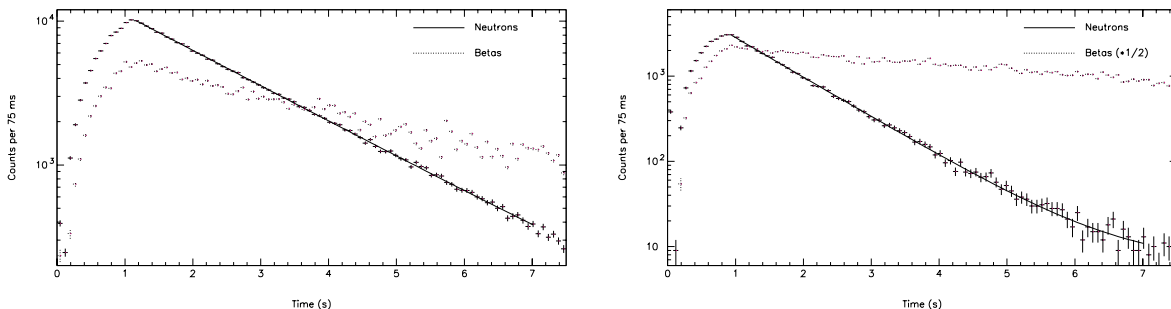 10⁴
10³
Counts per 75 ms
Neutrons
Betas
0 1 2 3 4 5 6 7
Time (s)
10³
10²
10
Counts per 75 ms
Neutrons
Betas (*1/2)
0 1 2 3 4 5 6 7
Time (s)